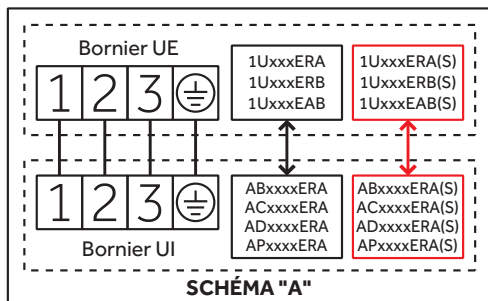 Bornier UE
1 2 3
1UxxxERA
1UxxxERB
1UxxxEAB
1UxxxERA(S)
1UxxxERB(S)
1UxxxEAB(S)
1 2 3
Bornier UI
ABxxxxERA
ACxxxxERA
ADxxxxERA
APxxxxERA
ABxxxxERA(S)
ACxxxxERA(S)
ADxxxxERA(S)
APxxxxERA(S)
SCHÉMA "A"